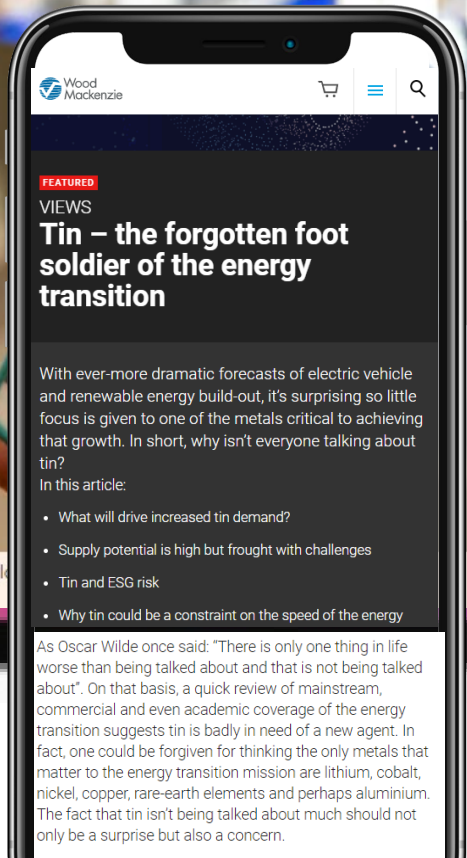 Wood
Mackenzie
FEATURED
VIEWS
Tin – the forgotten foot
soldier of the energy
transition
With ever-more dramatic forecasts of electric vehicle
and renewable energy build-out, it’s surprising so little
focus is given to one of the metals critical to achieving
that growth. In short, why isn’t everyone talking about
tin?
In this article:
• What will drive increased tin demand?
• Supply potential is high but frought with challenges
• Tin and ESG risk
• Why tin could be a constraint on the speed of the energy
As Oscar Wilde once said: “There is only one thing in life
worse than being talked about and that is not being talked
about”. On that basis, a quick review of mainstream,
commercial and even academic coverage of the energy
transition suggests tin is badly in need of a new agent. In
fact, one could be forgiven for thinking the only metals that
matter to the energy transition mission are lithium, cobalt,
nickel, copper, rare-earth elements and perhaps aluminium.
The fact that tin isn’t being talked about much should not
only be a surprise but also a concern.